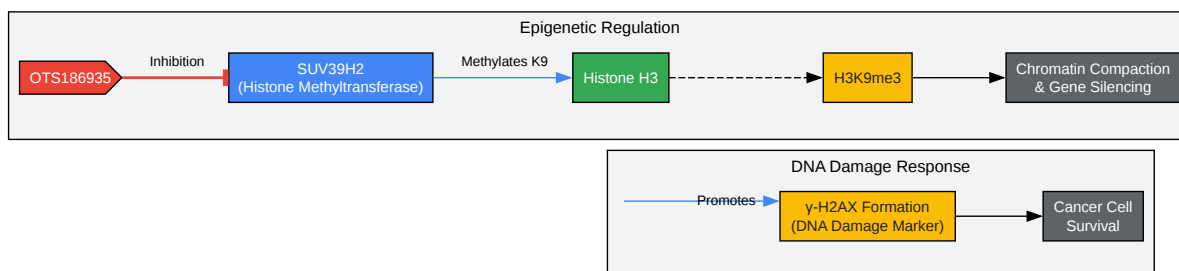 Epigenetic Regulation
OTS186935
Inhibition
SUV39H2
(Histone Methyltransferase)
Methylates K9
Histone H3
H3K9me3
Chromatin Compaction
& Gene Silencing
DNA Damage Response
Promotes
γ-H2AX Formation
(DNA Damage Marker)
Cancer Cell
Survival